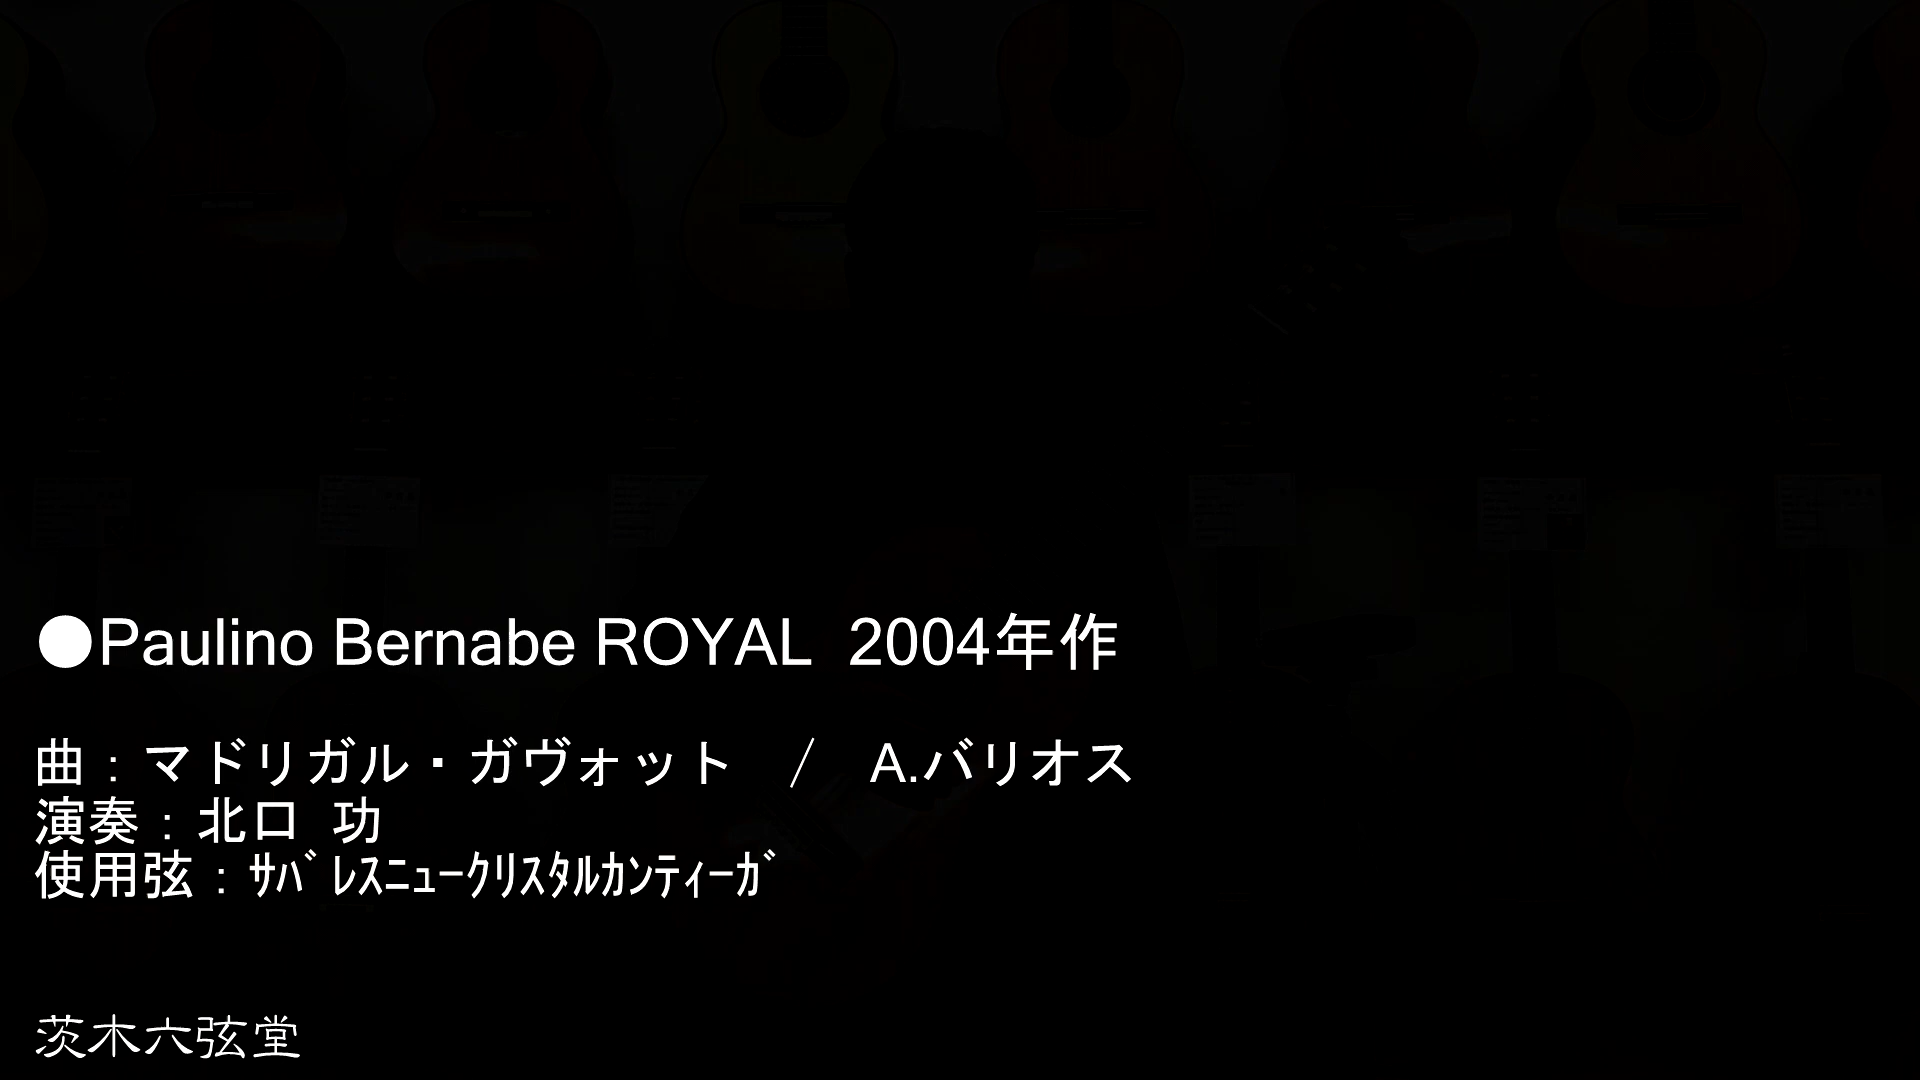 ●Paulino Bernabe ROYAL 2004年作
曲：マドリガル・ガヴォット　/　A.バリオス
演奏：北口　功
使用弦：ｻﾊﾞﾚｽﾆｭｰｸﾘｽﾀﾙｶﾝﾃｨｰｶﾞ
茨木六弦堂